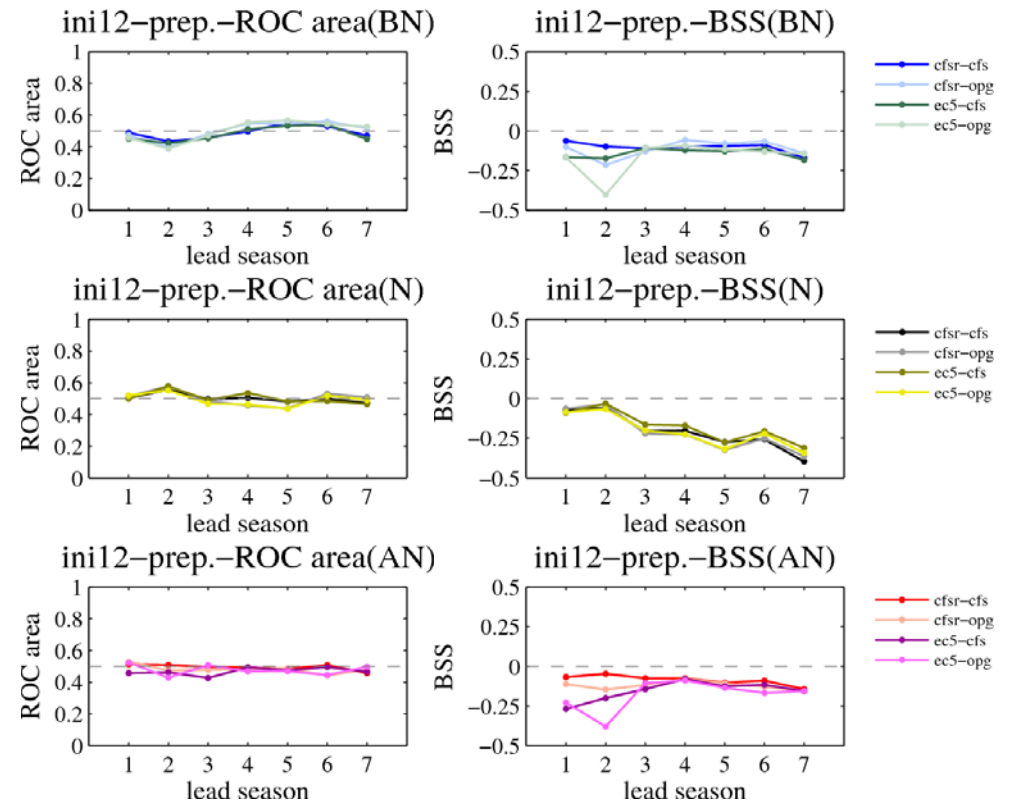 ini12−prep.−ROC area(BN)
ini12−prep.−BSS(BN)
1
0.8
0.6
0.4
0.2
0
ROC area
1 2 3 4 5 6 7
lead season
0.5
0.25
0
−0.25
−0.5
BSS
1 2 3 4 5 6 7
lead season
cfsr−cfs
cfsr−opg
ec5−cfs
ec5−opg
ini12−prep.−ROC area(N)
ini12−prep.−BSS(N)
1
0.8
0.6
0.4
0.2
0
ROC area
1 2 3 4 5 6 7
lead season
0.5
0.25
0
−0.25
−0.5
BSS
1 2 3 4 5 6 7
lead season
cfsr−cfs
cfsr−opg
ec5−cfs
ec5−opg
ini12−prep.−ROC area(AN)
ini12−prep.−BSS(AN)
1
0.8
0.6
0.4
0.2
0
ROC area
1 2 3 4 5 6 7
lead season
0.5
0.25
0
−0.25
−0.5
BSS
1 2 3 4 5 6 7
lead season
cfsr−cfs
cfsr−opg
ec5−cfs
ec5−opg